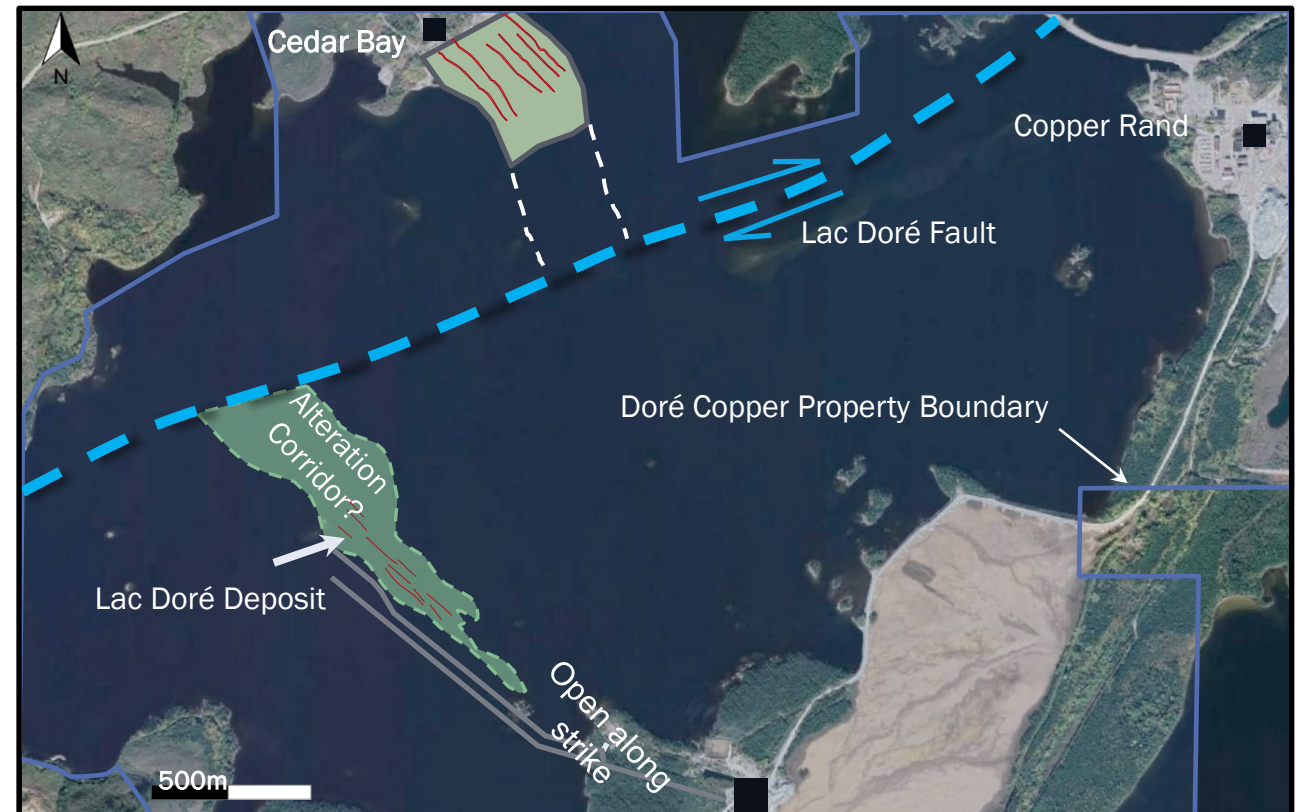 Cedar Bay
N
Copper Rand
Lac Doré Fault
Doré Copper Property Boundary
Alteration
Corridor?
Lac Doré Deposit
Open along
strike
500m